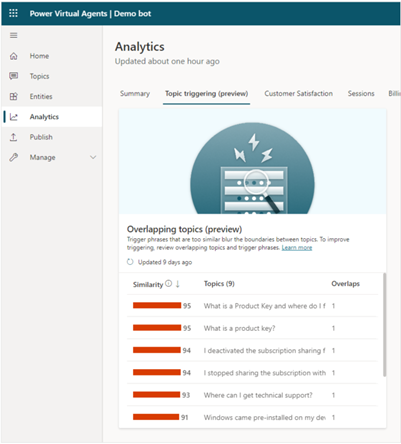 Power Virtual Agents | Demo bot
Home
Topics
Entities
Analytics
Publish
Manage
Analytics
Updated about one hour ago
Summary Topic triggering (preview) Customer Satisfaction Sessions Billi
Overlapping topics (preview)
Trigger phrases that are too similar blur the boundaries between topics. To improve
triggering, review overlapping topics and trigger phrases. Learn more
Updated 9 days ago
Similarity Topics (9) Overlaps
95 What is a Product Key and where do I f 1
95 What is a product key? 1
94 I deactivated the subscription sharing f 1
94 I stopped sharing the subscription with 1
93 Where can I get technical support? 1
91 Windows came pre-installed on my dev 1